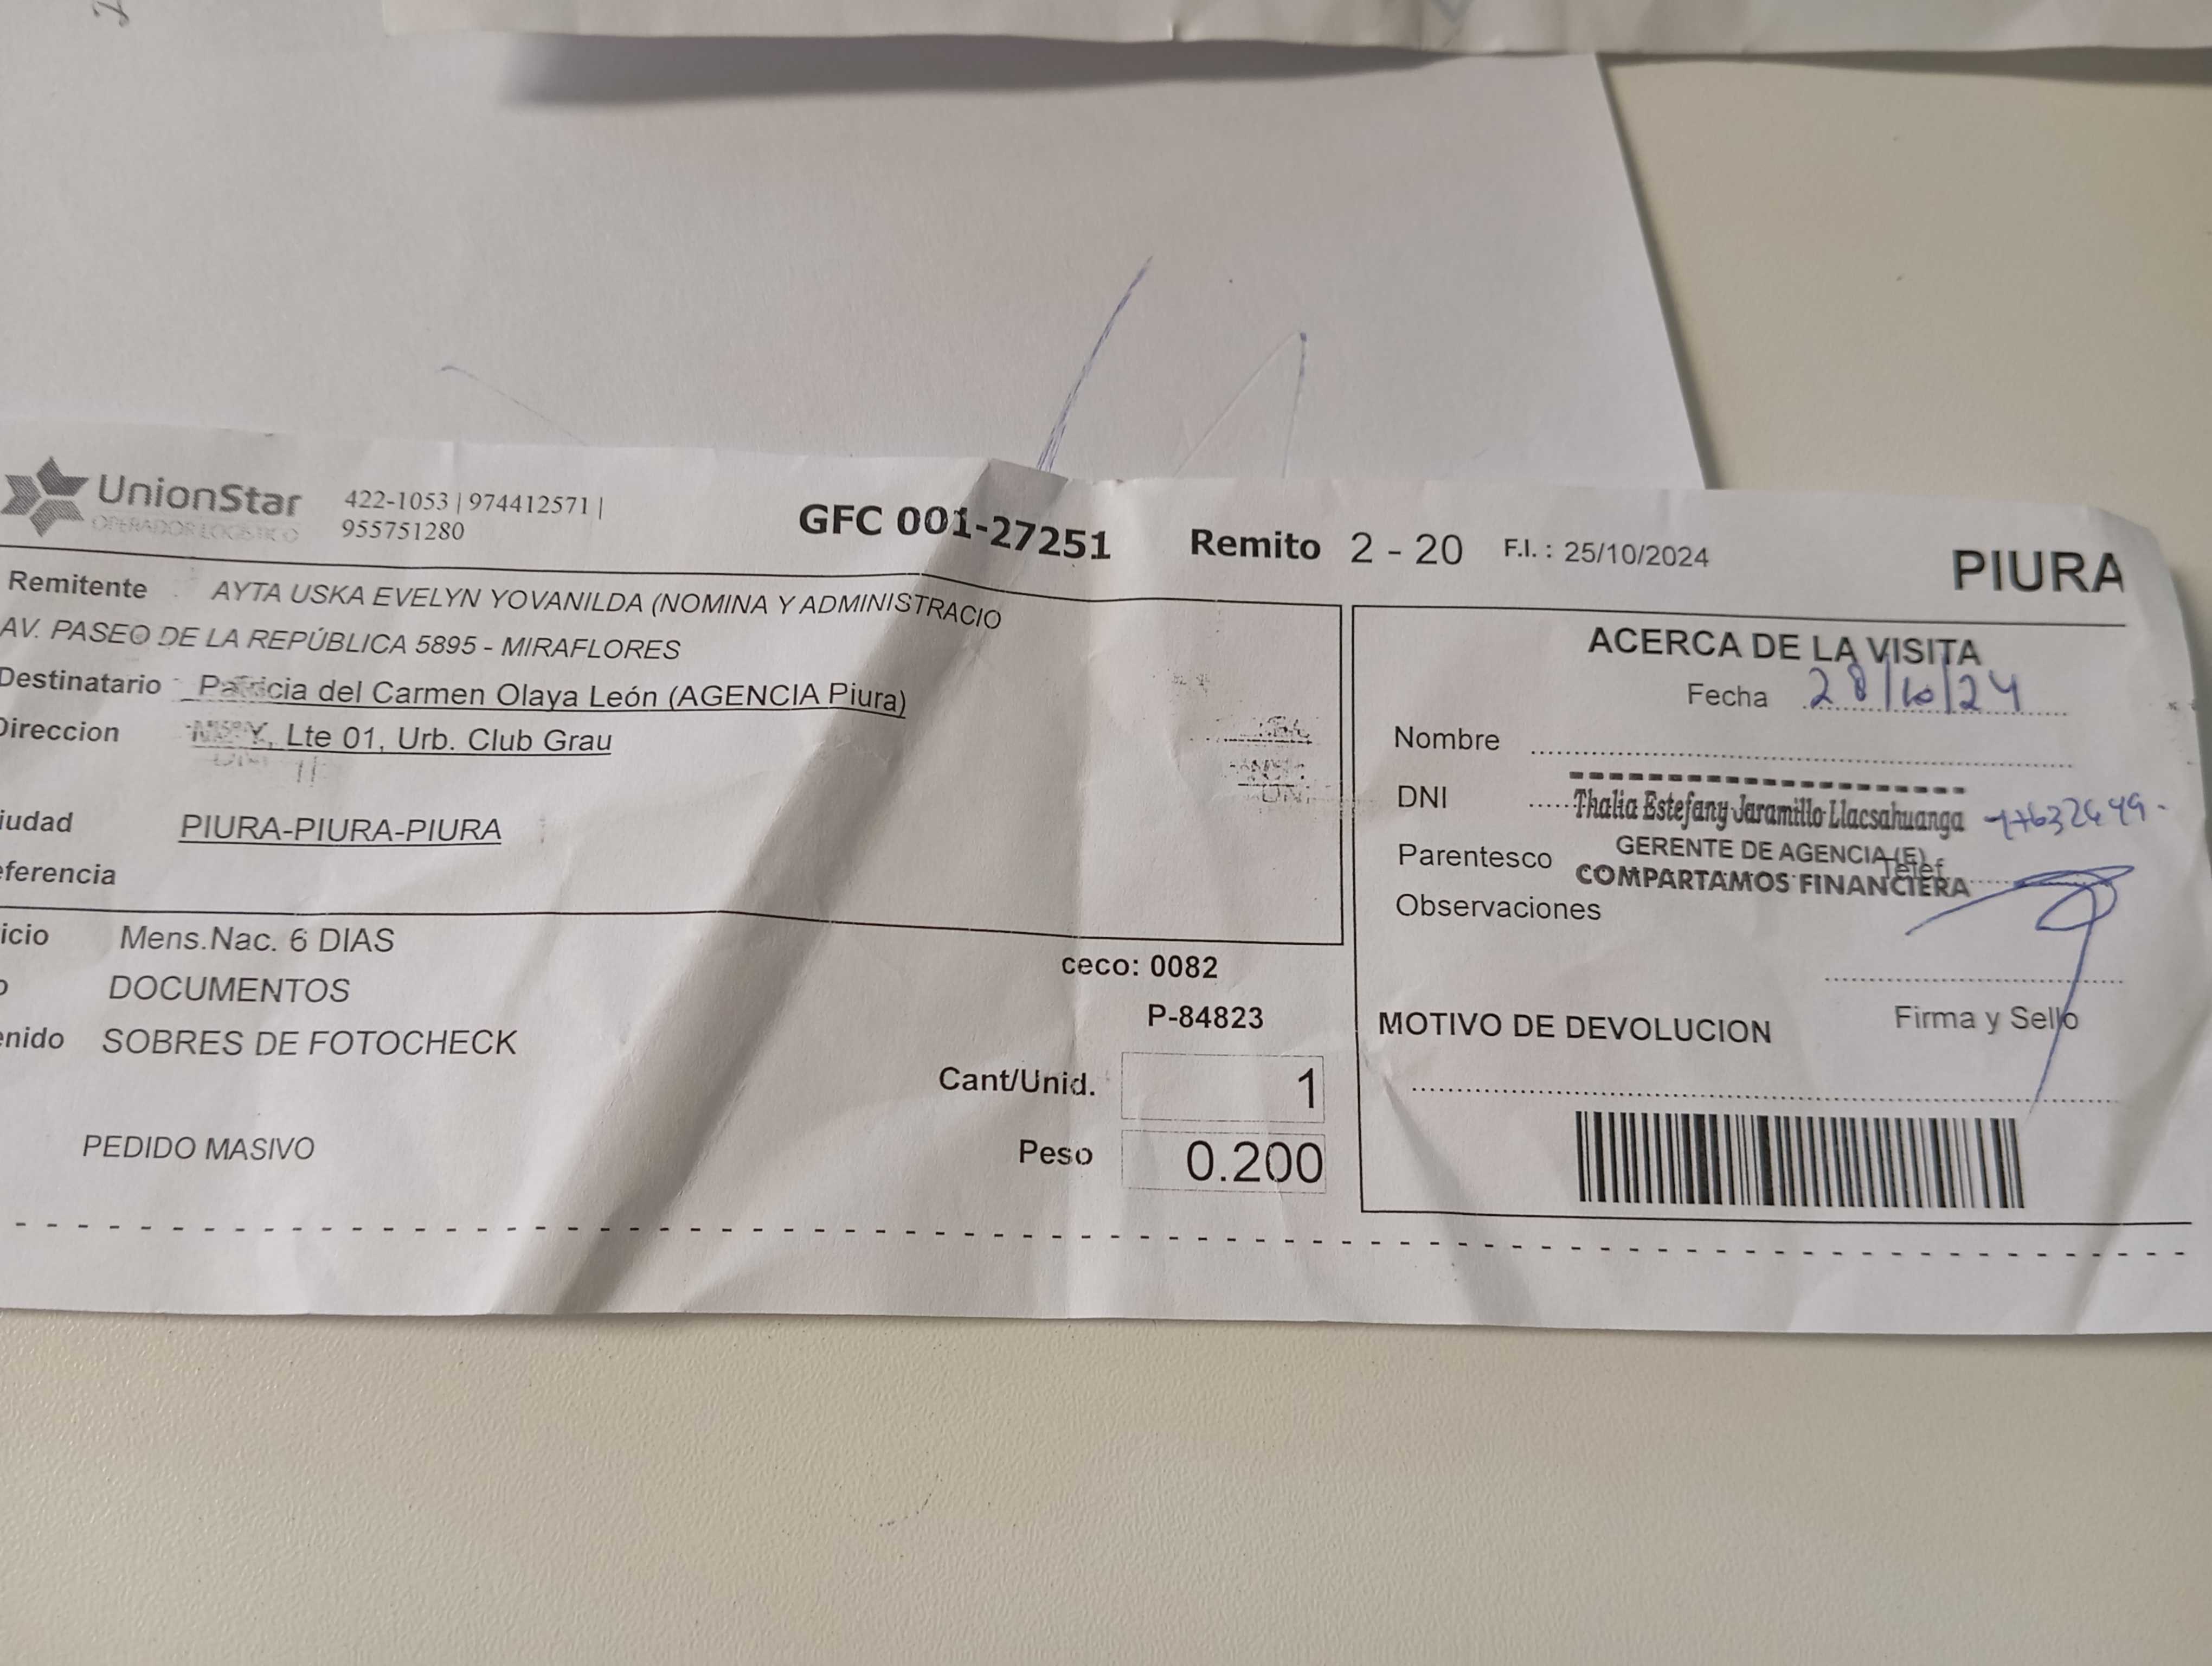 UnionStar
OPERADOR LOGÍSTICO
422-1053 | 974412571 |
955751280
GFC 001-27251
Remito 2 - 20
F.I. : 25/10/2024
PIURA
Remitente AYTA USKA EVELYN YOVANILDA (NOMINA Y ADMINISTRACIO
AV. PASEO DE LA REPÚBLICA 5895 - MIRAFLORES
Destinatario Patricia del Carmen Olaya León (AGENCIA Piura)
Direccion Y, Lte 01, Urb. Club Grau
iudad PIURA-PIURA-PIURA
eferencia
icio Mens.Nac. 6 DIAS
o DOCUMENTOS
enido SOBRES DE FOTOCHECK
PEDIDO MASIVO
ceco: 0082
P-84823
Cant/Unid. 1
Peso 0.200
ACERCA DE LA VISITA
Fecha 28/10/24
Nombre
DNI Thalia Estefany Jaramillo Llacsahuanga
GERENTE DE AGENCIA (E)
Parentesco Telef
COMPARTAMOS FINANCIERA
Observaciones
Firma y Sello
MOTIVO DE DEVOLUCION